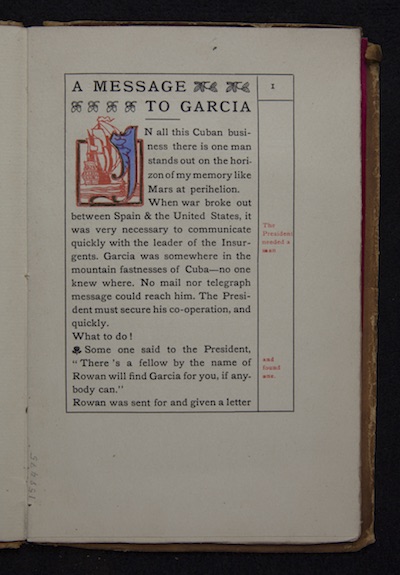 A MESSAGE
TO GARCIA
1
IN all this Cuban busi-
ness there is one man
stands out on the hori-
zon of my memory like
Mars at perihelion.
When war broke out
between Spain & the United States, it
was very necessary to communicate
quickly with the leader of the Insur-
gents. Garcia was somewhere in the
mountain fastnesses of Cuba—no one
knew where. No mail nor telegraph
message could reach him. The Presi-
dent must secure his co-operation, and
quickly.
What to do!
Some one said to the President,
"There's a fellow by the name of
Rowan will find Garcia for you, if any-
body can."
Rowan was sent for and given a letter
The
President
needed a
man
and
found
one.